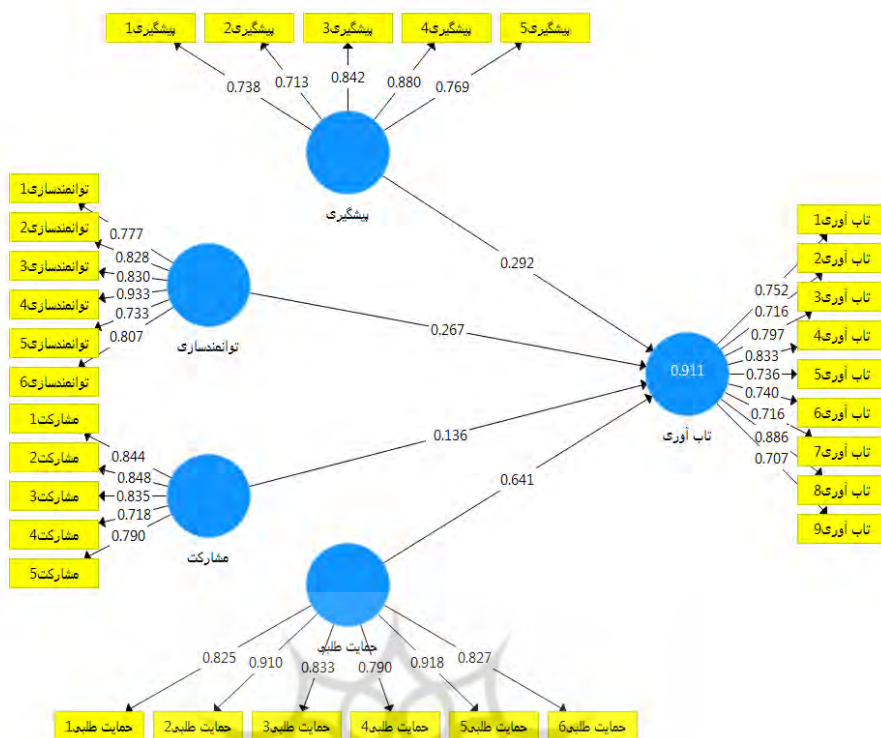 پیشگیری1
پیشگیری2
پیشگیری3
پیشگیری4
پیشگیری5
0.738
0.713
0.842
0.880
0.769
پیشگیری
توانمندسازی1
توانمندسازی2
توانمندسازی3
توانمندسازی4
توانمندسازی5
توانمندسازی6
0.777
0.828
0.830
0.933
0.733
0.807
توانمندسازی
مشارکت1
مشارکت2
مشارکت3
مشارکت4
مشارکت5
0.844
0.848
0.835
0.718
0.790
مشارکت
0.292
0.267
0.136
0.641
0.911
تاب آوری
0.752
0.716
0.797
0.833
0.736
0.740
0.716
0.886
0.707
تاب آوری1
تاب آوری2
تاب آوری3
تاب آوری4
تاب آوری5
تاب آوری6
تاب آوری7
تاب آوری8
تاب آوری9
حمایت طلبی
0.825
0.910
0.833
0.790
0.918
0.827
حمایت طلبی1
حمایت طلبی2
حمایت طلبی3
حمایت طلبی4
حمایت طلبی5
حمایت طلبی6